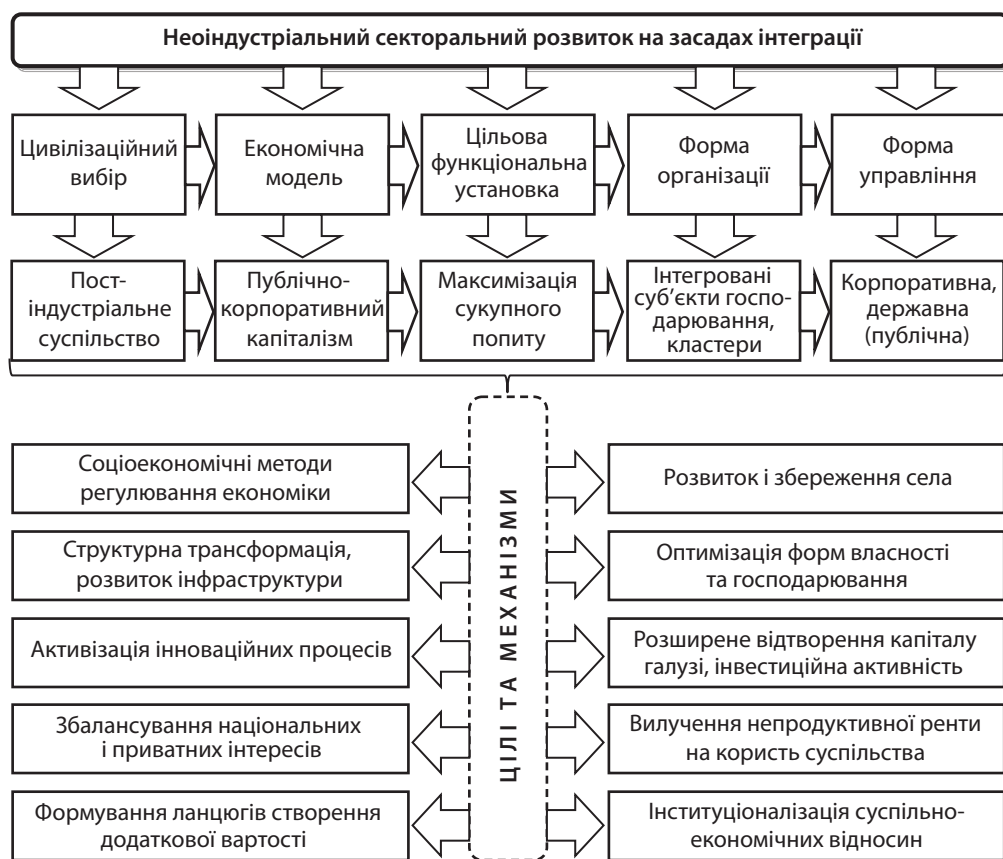 Неоіндустріальний секторальний розвиток на засадах інтеграції
Цивілізаційний
вибір
Економічна
модель
Цільова
функціональна
установка
Форма
організації
Форма
управління
Пост-
індустріальне
суспільство
Публічно-
корпоративний
капіталізм
Максимізація
сукупного
попиту
Інтегровані
суб’єкти госпо-
дарювання,
кластери
Корпоративна,
державна
(публічна)
ЦІЛІ ТА МЕХАНІЗМИ
Соціоекономічні методи
регулювання економіки
Розвиток і збереження села
Структурна трансформація,
розвиток інфраструктури
Оптимізація форм власності
та господарювання
Активізація інноваційних процесів
Розширене відтворення капіталу
галузі, інвестиційна активність
Збалансування національних
і приватних інтересів
Вилучення непродуктивної ренти
на користь суспільства
Формування ланцюгів створення
додаткової вартості
Інституціоналізація суспільно-
економічних відносин